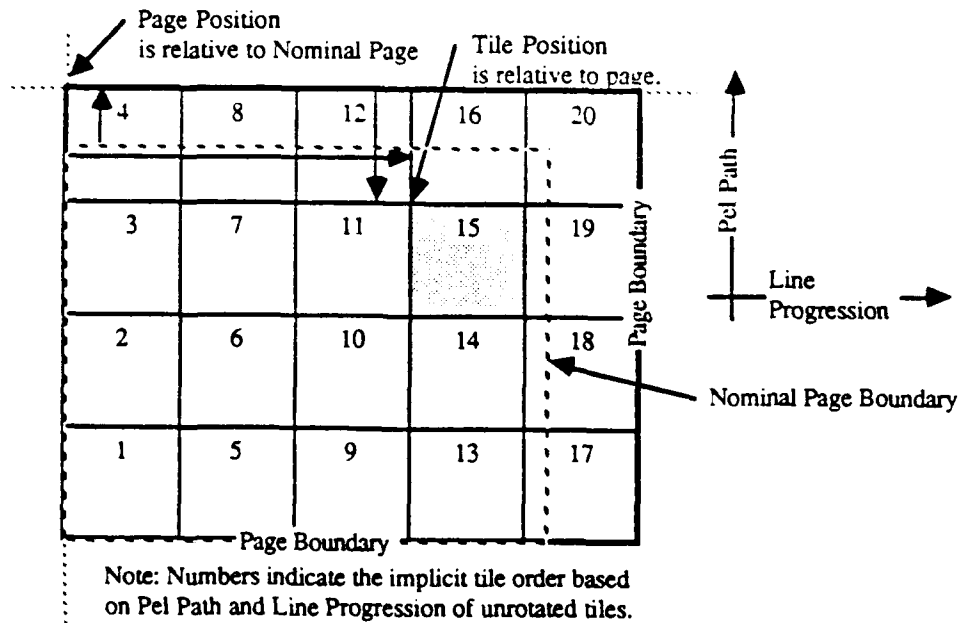 Page Position
is relative to Nominal Page
Tile Position
is relative to page.
4 8 12 16 20
3 7 11 15 19
2 6 10 14 18
1 5 9 13 17
Page Boundary
Page Boundary
Pel Path
Line
Progression
Nominal Page Boundary
Note: Numbers indicate the implicit tile order based
on Pel Path and Line Progression of unrotated tiles.